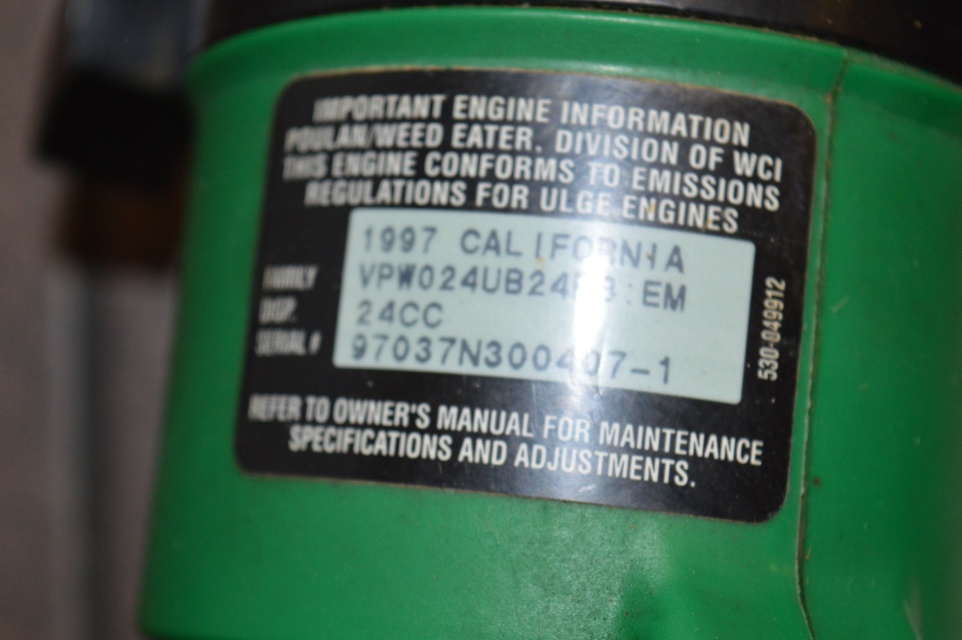 IMPORTANT ENGINE INFORMATION
POULAN/WEED EATER, DIVISION OF WCI
THIS ENGINE CONFORMS TO EMISSIONS
REGULATIONS FOR ULGE ENGINES
1997 CALIFORNIA
FAMILY EM
DISP. 24CC
SERIAL # 97037N300407-1
530-049912
REFER TO OWNER'S MANUAL FOR MAINTENANCE
SPECIFICATIONS AND ADJUSTMENTS.